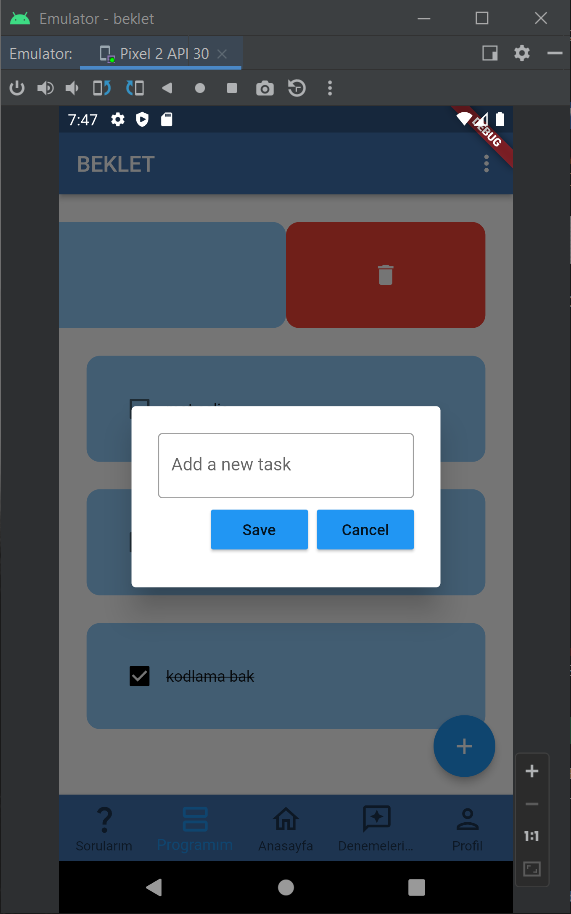 Emulator - beklet
Emulator:
Pixel 2 API 30
7:47
DEBUG
BEKLET
Add a new task
Save
Cancel
kodlama bak
+
1:1
Sorularım
Programım
Anasayfa
Denemeleri...
Profil